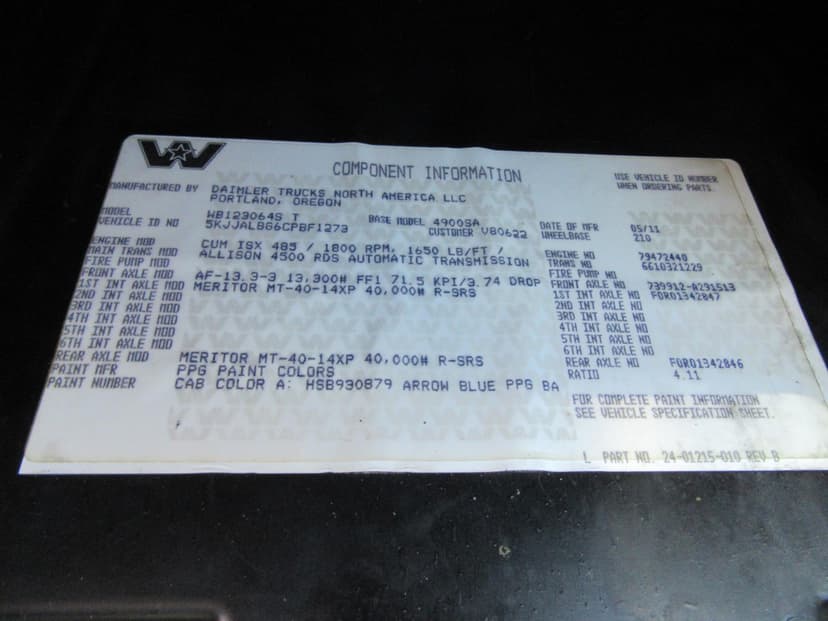 COMPONENT INFORMATION
USE VEHICLE ID NUMBER
WHEN ORDERING PARTS.
MANUFACTURED BY DAIMLER TRUCKS NORTH AMERICA LLC
PORTLAND, OREGON
MODEL WB123064S T BASE MODEL 4900SA DATE OF MFR 05/11
VEHICLE ID NO 5KJJALBG6CPBF1273 CUSTOMER V80622 WHEELBASE 210
ENGINE MOD CUM ISX 485 / 1800 RPM, 1650 LB/FT / ENGINE NO 79472440
MAIN TRANS MOD ALLISON 4500 RDS AUTOMATIC TRANSMISSION TRANS NO 6610321229
FIRE PUMP MOD FIRE PUMP NO
FRONT AXLE MOD AF-13.3-3 13,300# FF1 71.5 KPI/3.74 DROP FRONT AXLE NO 739912-A291513
1ST INT AXLE MOD MERITOR MT-40-14XP 40,000# R-SRS 1ST INT AXLE NO FOR01342847
2ND INT AXLE MOD 2ND INT AXLE NO
3RD INT AXLE MOD 3RD INT AXLE NO
4TH INT AXLE MOD 4TH INT AXLE NO
5TH INT AXLE MOD 5TH INT AXLE NO
6TH INT AXLE MOD 6TH INT AXLE NO
REAR AXLE MOD MERITOR MT-40-14XP 40,000# R-SRS REAR AXLE NO FOR01342846
PAINT MFR PPG PAINT COLORS RATIO 4.11
PAINT NUMBER CAB COLOR A: HSB930879 ARROW BLUE PPG BA
FOR COMPLETE PAINT INFORMATION
SEE VEHICLE SPECIFICATION SHEET.
L PART NO. 24-01215-010 REV B